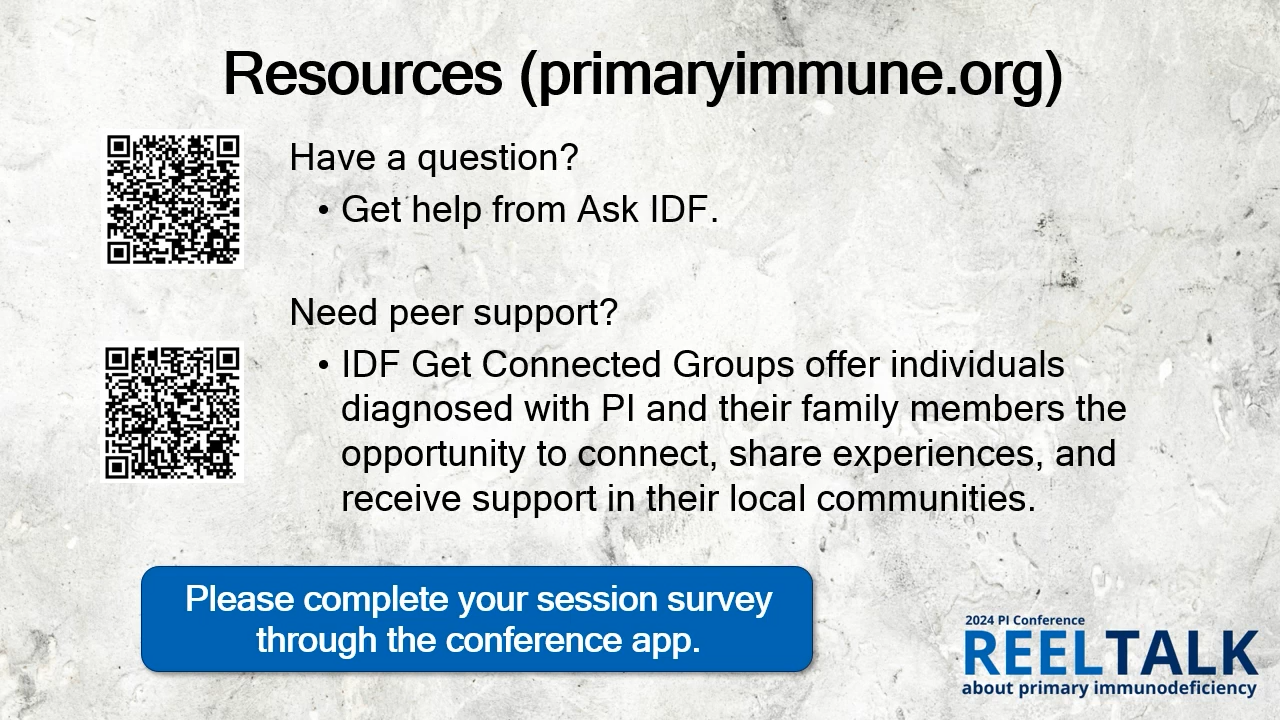 Resources (primaryimmune.org)
Have a question?
• Get help from Ask IDF.
Need peer support?
• IDF Get Connected Groups offer individuals
diagnosed with PI and their family members the
opportunity to connect, share experiences, and
receive support in their local communities.
Please complete your session survey
through the conference app.
2024 PI Conference
REELTALK
about primary immunodeficiency